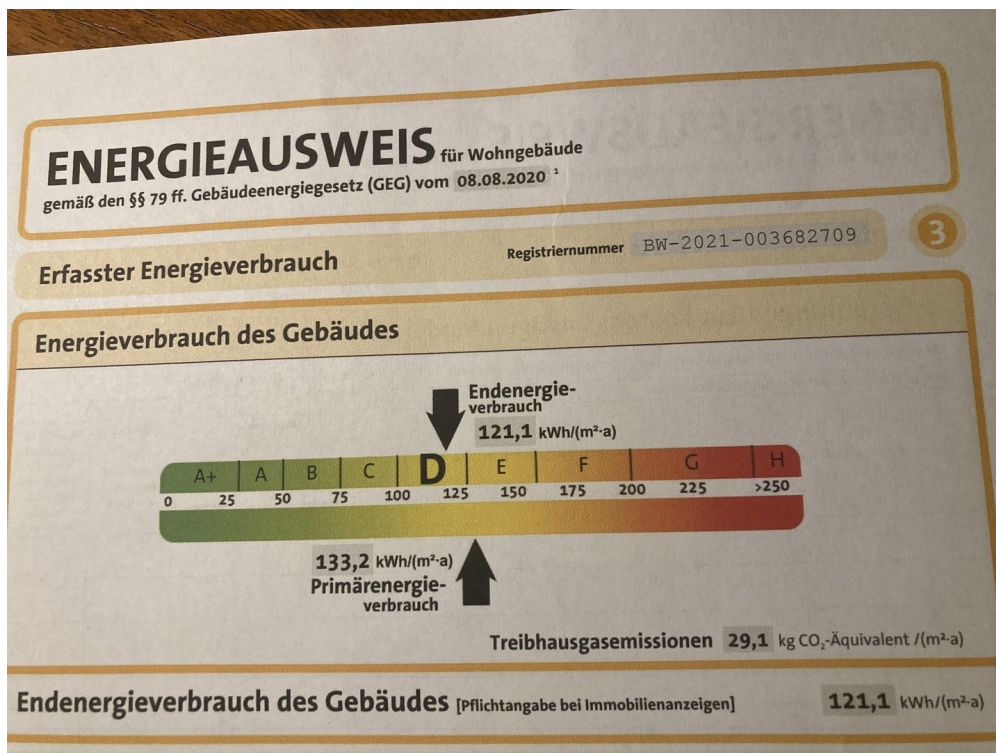 ENERGIEAUSWEIS für Wohngebäude
gemäß den §§ 79 ff. Gebäudeenergiegesetz (GEG) vom 08.08.2020 ¹
Erfasster Energieverbrauch Registriernummer BW-2021-003682709 3
Energieverbrauch des Gebäudes
Endenergie-
verbrauch
121,1 kWh/(m²·a)
A+ A B C D E F G H
0 25 50 75 100 125 150 175 200 225 >250
133,2 kWh/(m²·a)
Primärenergie-
verbrauch
Treibhausgasemissionen 29,1 kg CO₂-Äquivalent /(m²·a)
Endenergieverbrauch des Gebäudes [Pflichtangabe bei Immobilienanzeigen] 121,1 kWh/(m²·a)